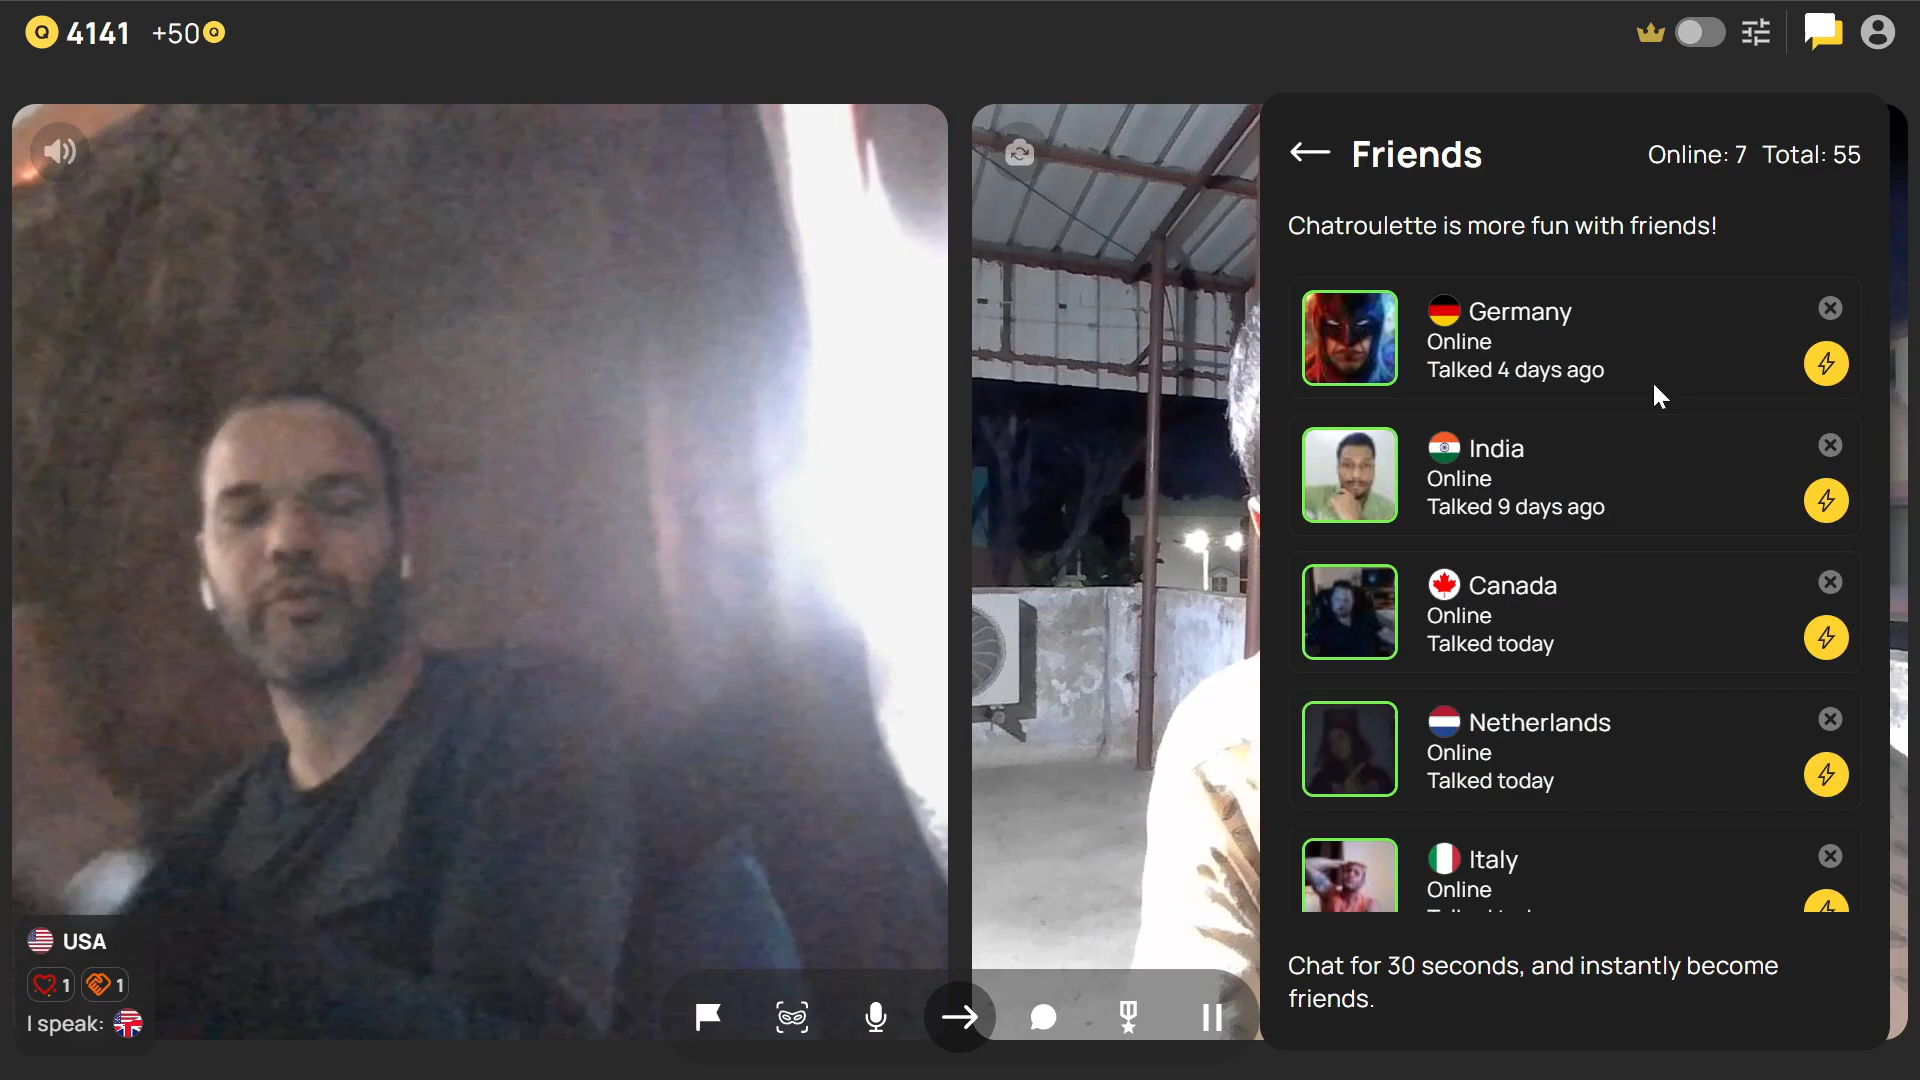 Q 4141 +50 Q
Friends
Online: 7 Total: 55
Chatroulette is more fun with friends!
Germany
Online
Talked 4 days ago
India
Online
Talked 9 days ago
Canada
Online
Talked today
Netherlands
Online
Talked today
Italy
Online
Chat for 30 seconds, and instantly become
friends.
USA
1 1
I speak: